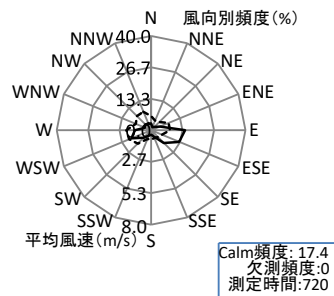 N 風向別頻度(%)
40.0
NNW NNE
NW 26.7 NE
WNW 13.3 ENE
W 0.0 E
WSW 2.7 ESE
SW 5.3 SE
SSW 8.0 SSE
平均風速(m/s) S
Calm頻度: 17.4
欠測頻度:0
測定時間:720